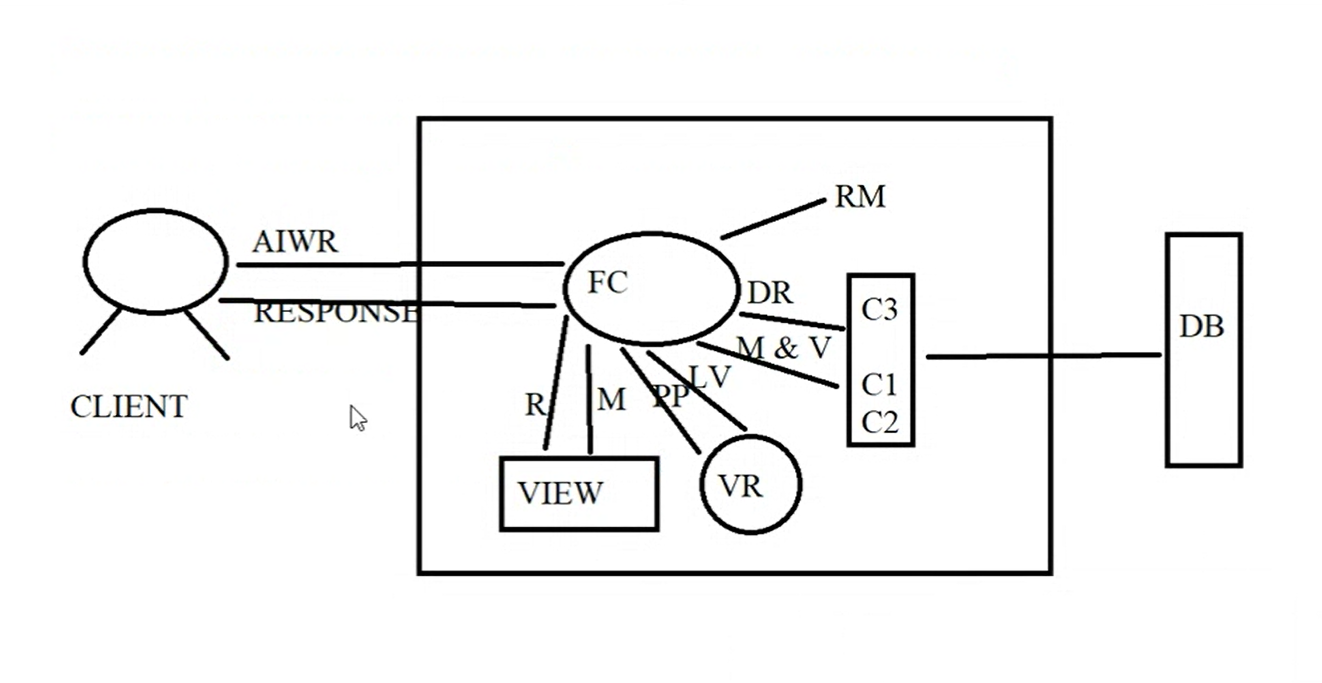 RM
AIWR
FC
DR
C3
RESPONSE
M & V
DB
LV
C1
PP
R
M
CLIENT
C2
VIEW
VR